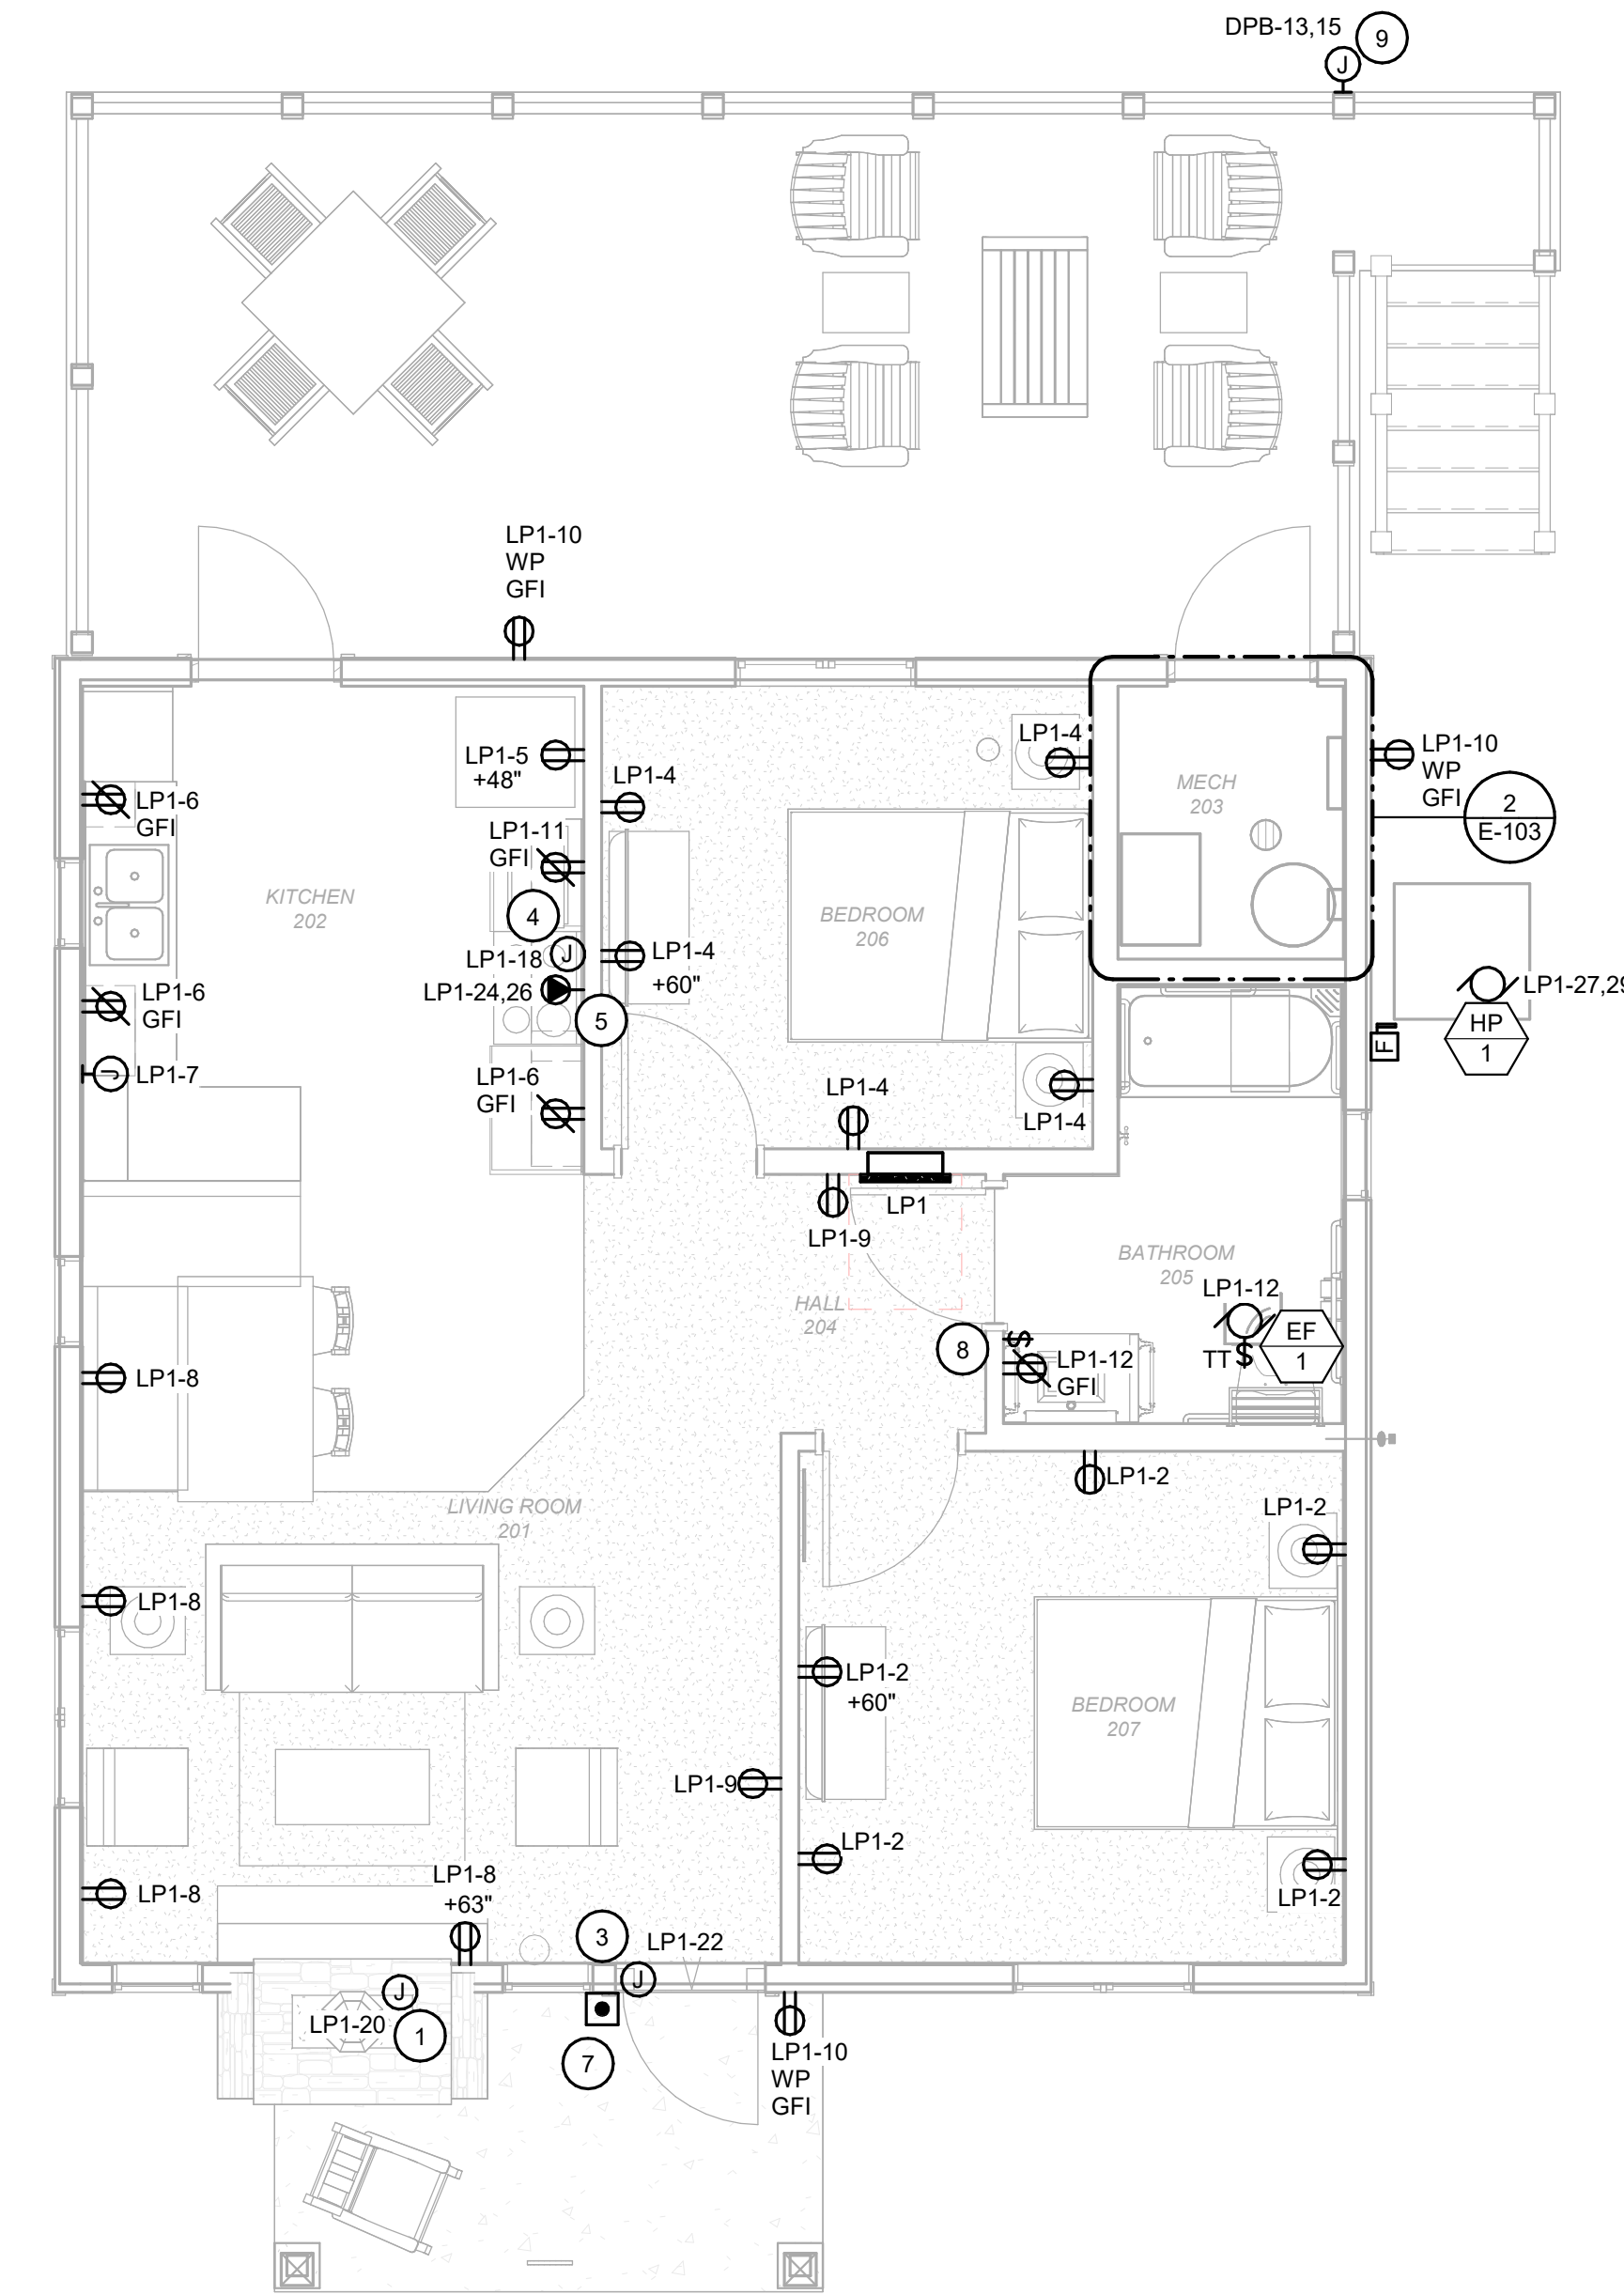 DPB-13,15
9
J
LP1-10
WP
GFI
LP1-5
+48"
LP1-4
LP1-4
MECH
203
LP1-10
WP
GFI
2
E-103
LP1-6
GFI
LP1-11
GFI
KITCHEN
202
4
BEDROOM
206
J
LP1-18
LP1-4
+60"
LP1-24,26
5
LP1-6
GFI
LP1-27,29
HP
1
F
J
LP1-7
LP1-6
GFI
LP1-4
LP1-4
LP1
LP1-9
BATHROOM
205
HALL
204
LP1-12
EF
1
TT $
8
$
LP1-12
GFI
LP1-8
LP1-2
LIVING ROOM
201
LP1-2
LP1-8
LP1-2
+60"
BEDROOM
207
LP1-9
LP1-2
LP1-8
+63"
LP1-8
LP1-2
3
LP1-22
J
J
LP1-20
1
7
LP1-10
WP
GFI